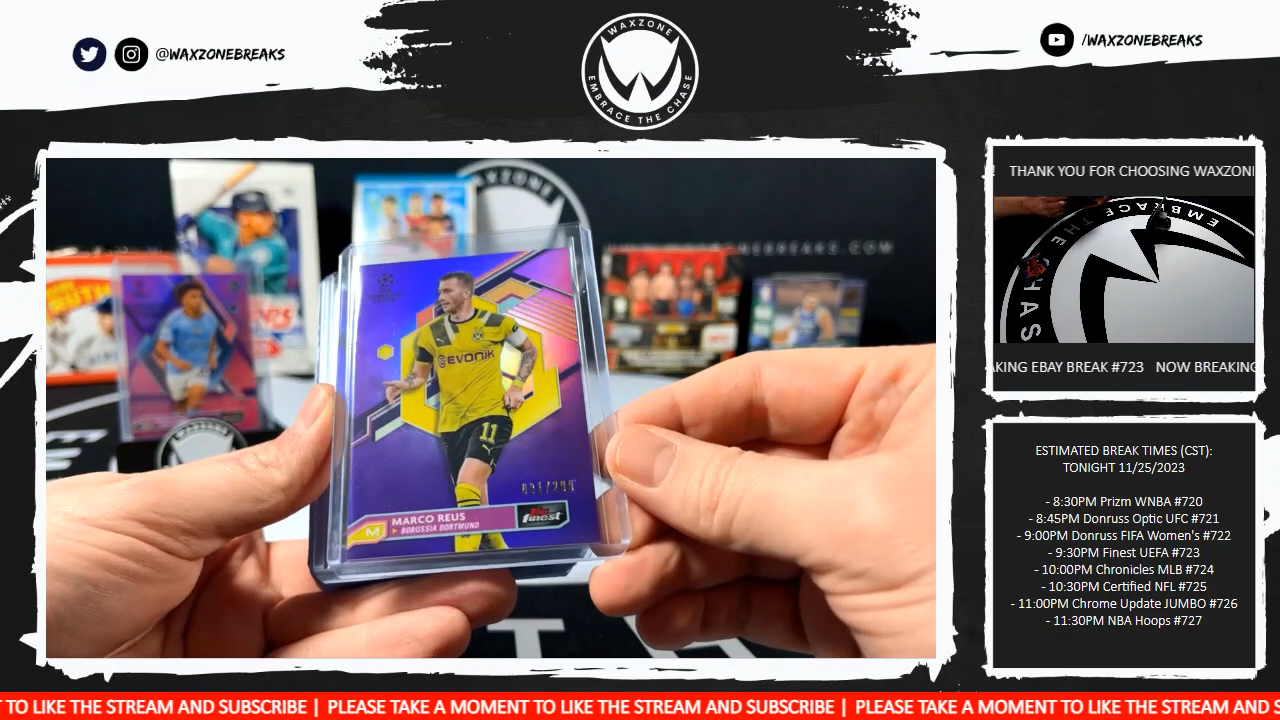 @WAXZONEBREAKS
WAXZONE
EMBRACE THE CHASE
/WAXZONEBREAKS
WAXZONE
EVONIK
11
MARCO REUS
BORUSSIA DORTMUND
M
finest
THANK YOU FOR CHOOSING WAXZON
AKING EBAY BREAK #723 NOW BREAKING
ESTIMATED BREAK TIMES (CST):
TONIGHT 11/25/2023
- 8:30PM Prizm WNBA #720
- 8:45PM Donruss Optic UFC #721
- 9:00PM Donruss FIFA Women's #722
- 9:30PM Finest UEFA #723
- 10:00PM Chronicles MLB #724
- 10:30PM Certified NFL #725
- 11:00PM Chrome Update JUMBO #726
- 11:30PM NBA Hoops #727
T TO LIKE THE STREAM AND SUBSCRIBE | PLEASE TAKE A MOMENT TO LIKE THE STREAM AND SUBSCRIBE | PLEASE TAKE A MOMENT TO LIKE THE STREAM AND S